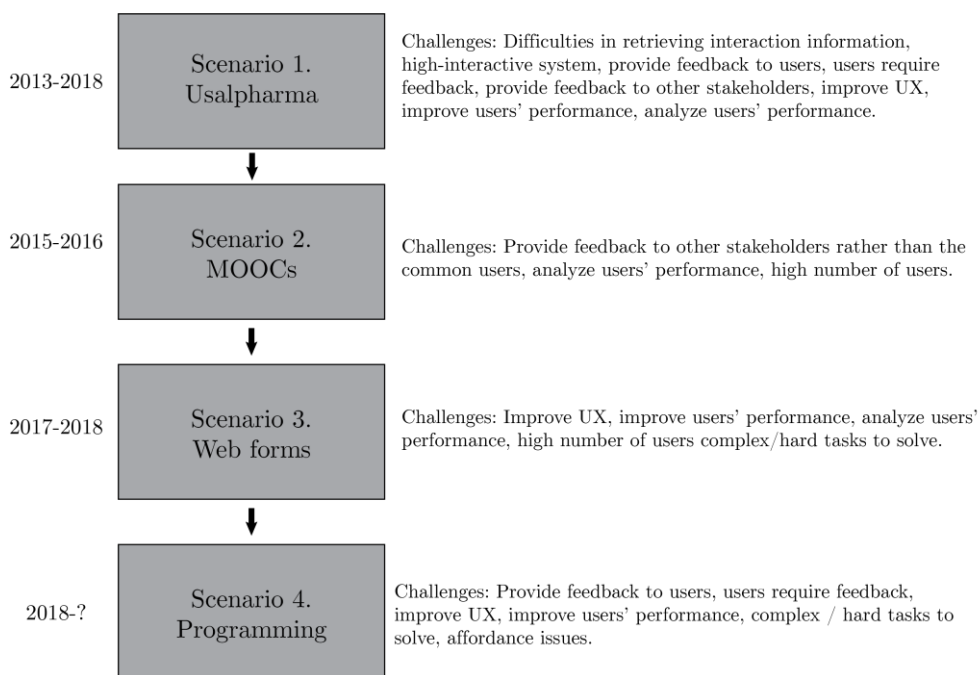 2013-2018
Scenario 1.
Usalpharma
Challenges: Difficulties in retrieving interaction information,
high-interactive system, provide feedback to users, users require
feedback, provide feedback to other stakeholders, improve UX,
improve users' performance, analyze users' performance.
2015-2016
Scenario 2.
MOOCs
Challenges: Provide feedback to other stakeholders rather than the
common users, analyze users' performance, high number of users.
2017-2018
Scenario 3.
Web forms
Challenges: Improve UX, improve users' performance, analyze users'
performance, high number of users complex/hard tasks to solve.
2018-?
Scenario 4.
Programming
Challenges: Provide feedback to users, users require feedback,
improve UX, improve users' performance, complex / hard tasks to
solve, affordance issues.